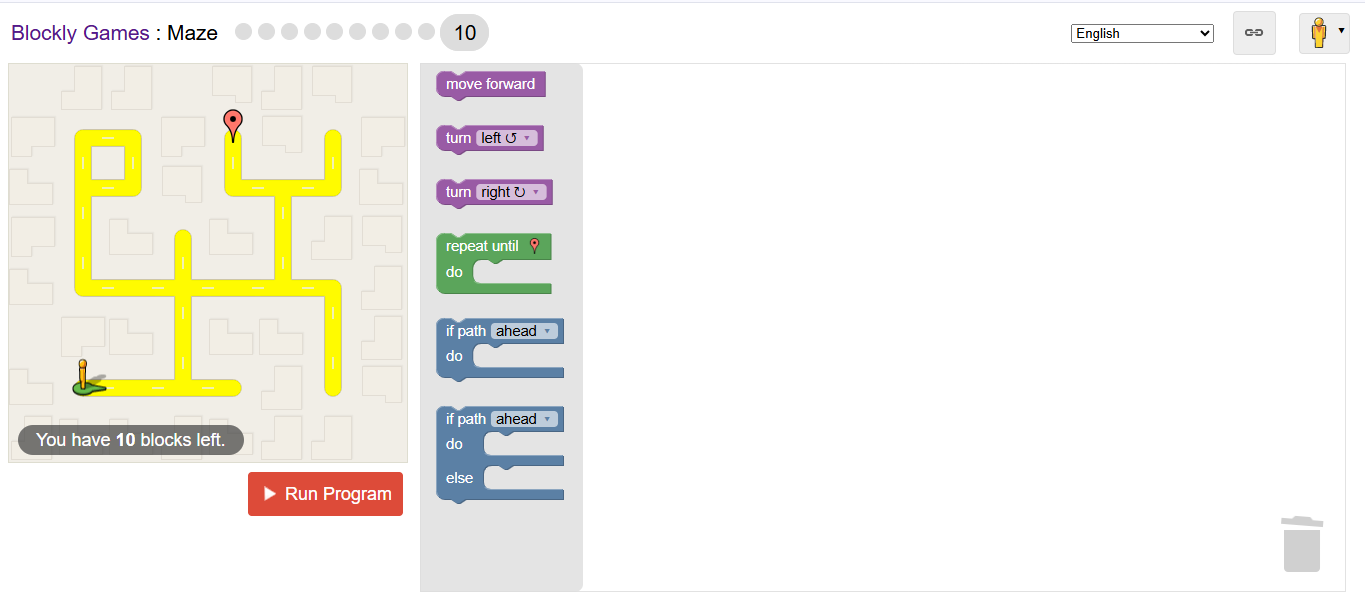 Blockly Games : Maze 10 English
You have 10 blocks left.
Run Program
move forward
turn left ↺
turn right ↻
repeat until
do
if path ahead
do
if path ahead
do
else